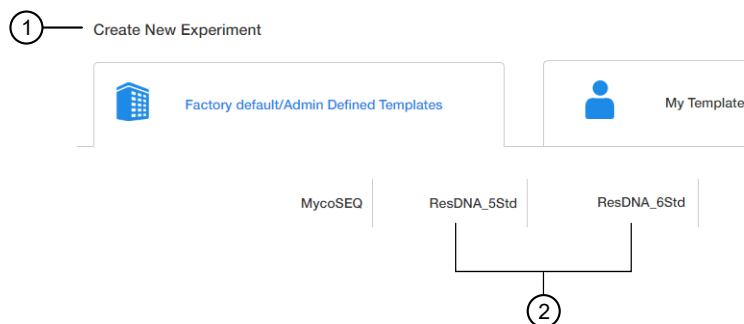 1 Create New Experiment
Factory default/Admin Defined Templates
My Template
MycoSEQ ResDNA_5Std ResDNA_6Std
2